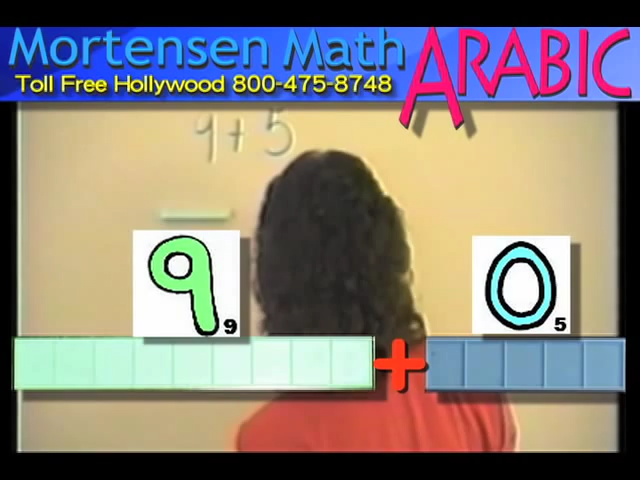 Mortensen Math
Toll Free Hollywood 800-475-8748
ARABIC
9+5
٩ 9
٥ 5
+